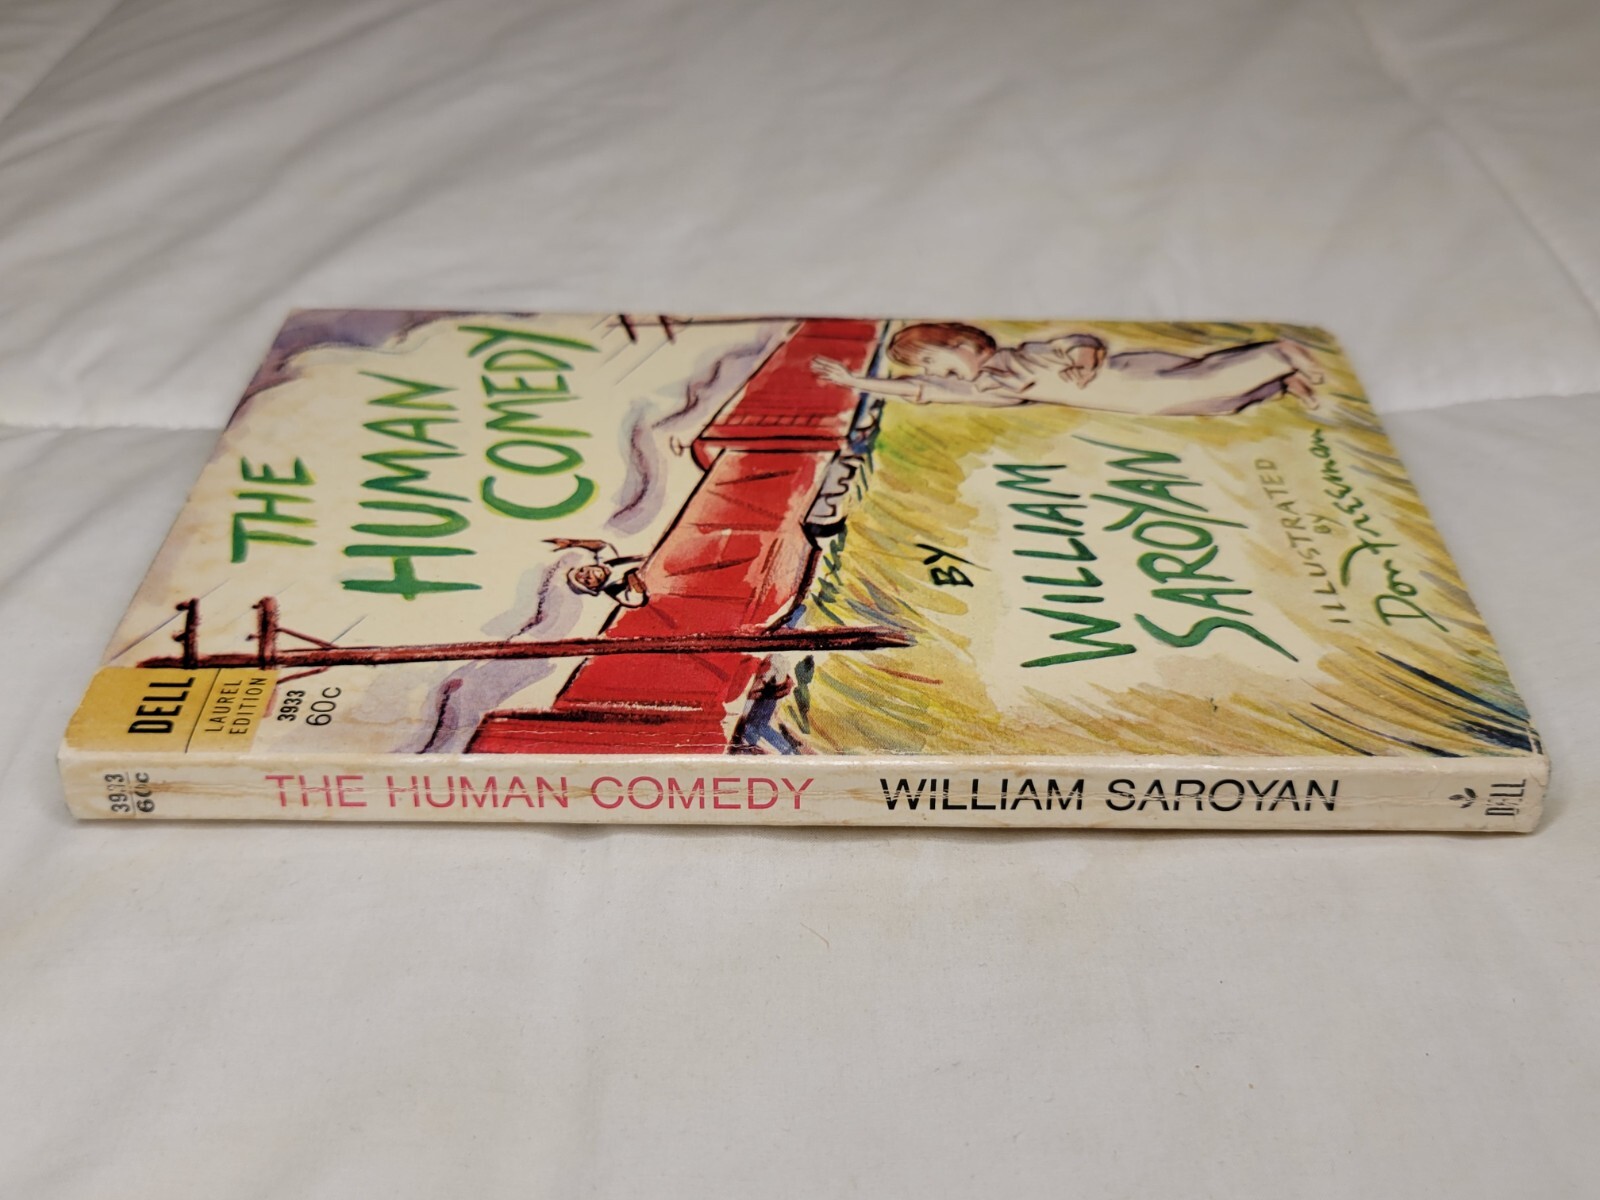 DELL
LAUREL
EDITION
3933
60C
THE
HUMAN
COMEDY
BY
WILLIAM
SAROYAN
ILLUSTRATED
by
Don Freeman
3933
60c
THE HUMAN COMEDY WILLIAM SAROYAN
DELL